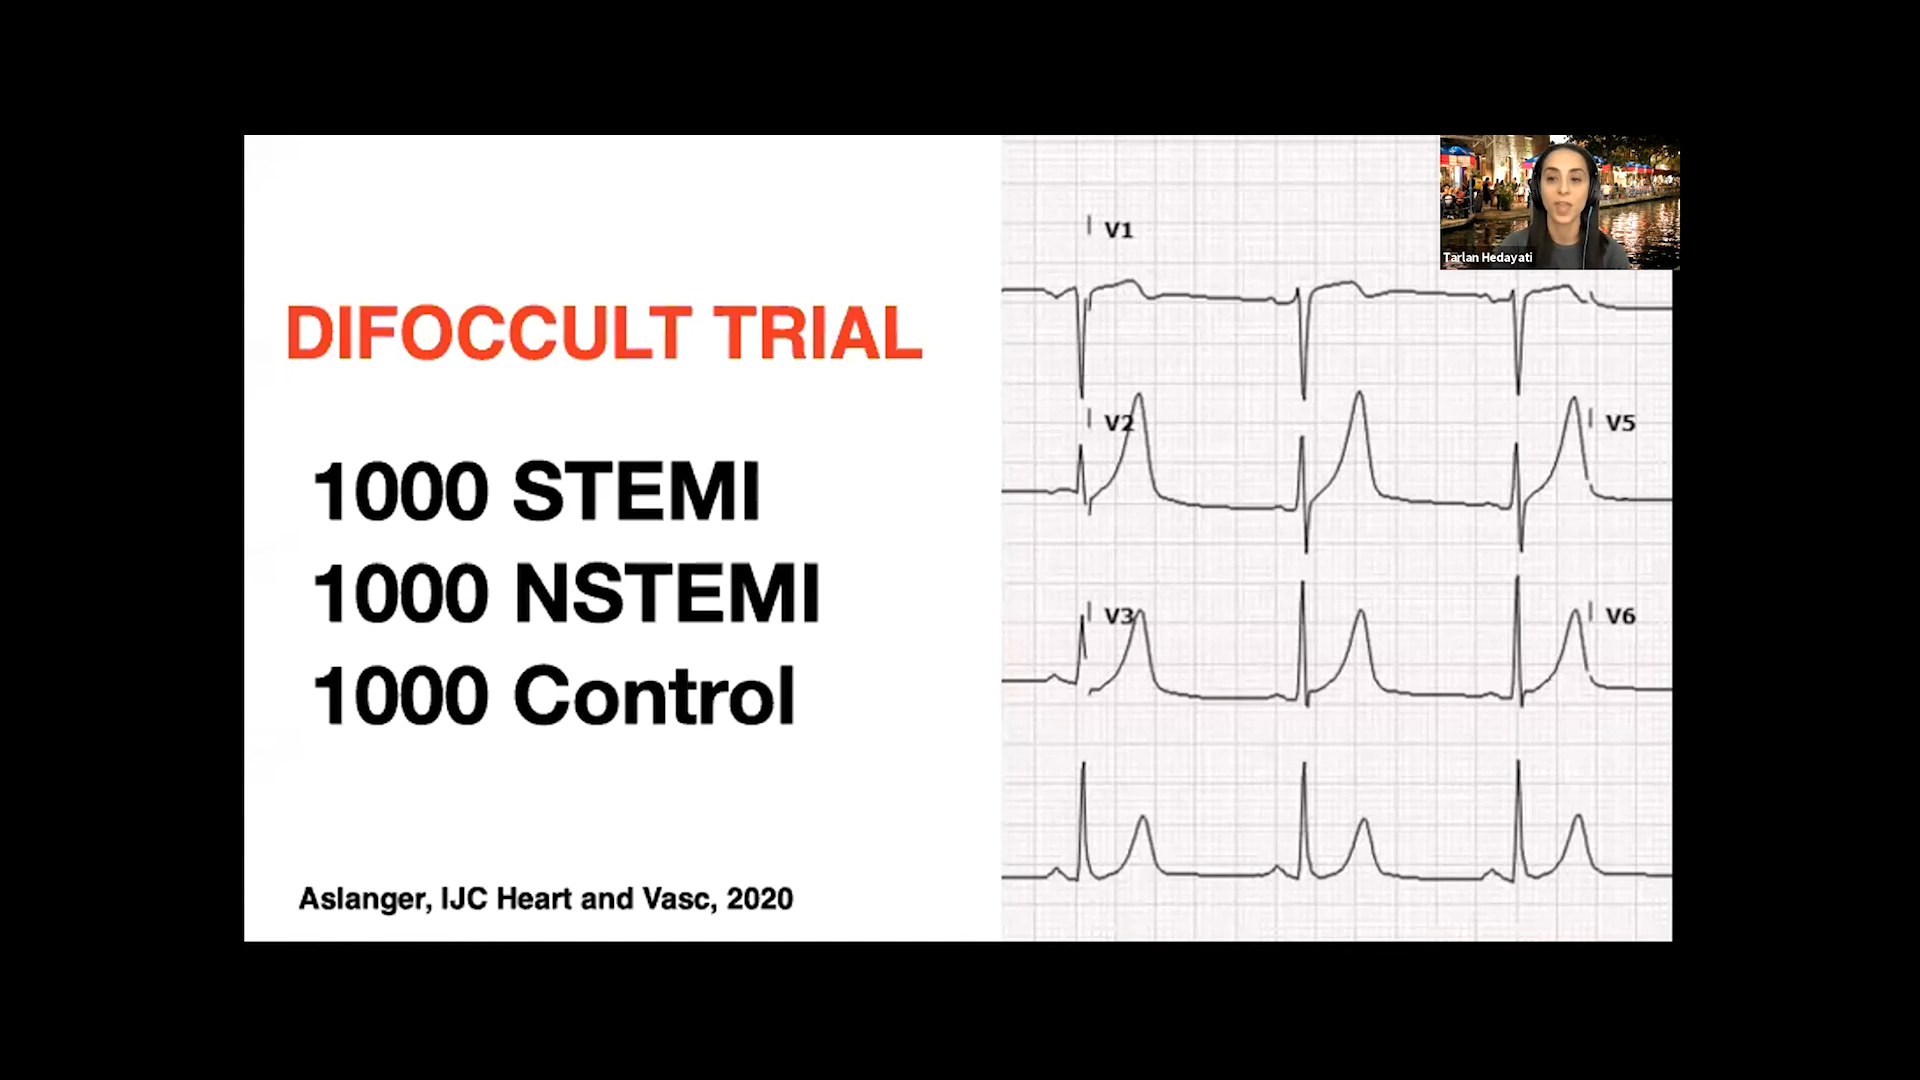 DIFOCCULT TRIAL
1000 STEMI
1000 NSTEMI
1000 Control
Aslanger, IJC Heart and Vasc, 2020
V1
V2
V5
V3
V6
Tarlan Hedayati